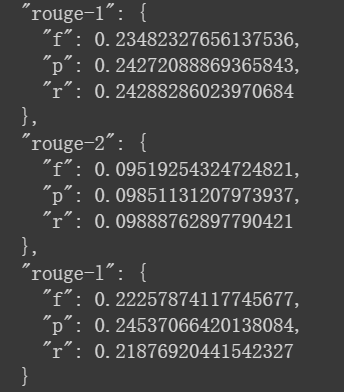 "rouge-1": {
"f": 0.23482327656137536,
"p": 0.24272088869365843,
"r": 0.24288286023970684
},
"rouge-2": {
"f": 0.09519254324724821,
"p": 0.09851131207973937,
"r": 0.09888762897790421
},
"rouge-l": {
"f": 0.22257874117745677,
"p": 0.24537066420138084,
"r": 0.21876920441542327
}